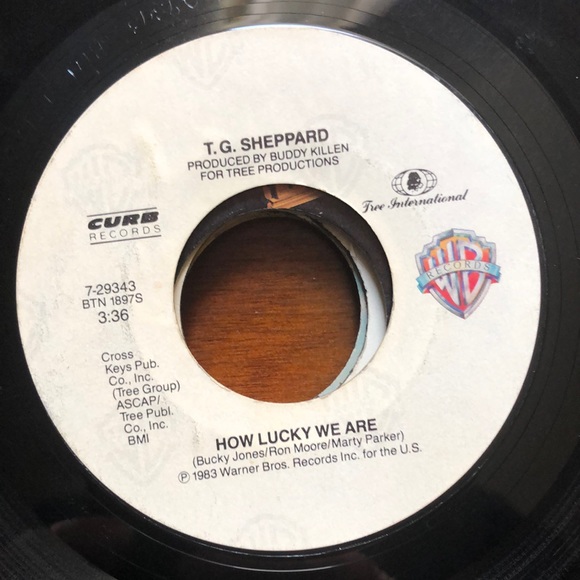 T.G. SHEPPARD
PRODUCED BY BUDDY KILLEN
FOR TREE PRODUCTIONS
CURB
RECORDS
Tree International
WB
RECORDS
7-29343
BTN 1897S
3:36
Cross
Keys Pub.
Co., Inc.
(Tree Group)
ASCAP/
Tree Publ.
Co., Inc.
BMI
HOW LUCKY WE ARE
(Bucky Jones/Ron Moore/Marty Parker)
Ⓟ 1983 Warner Bros. Records Inc. for the U.S.